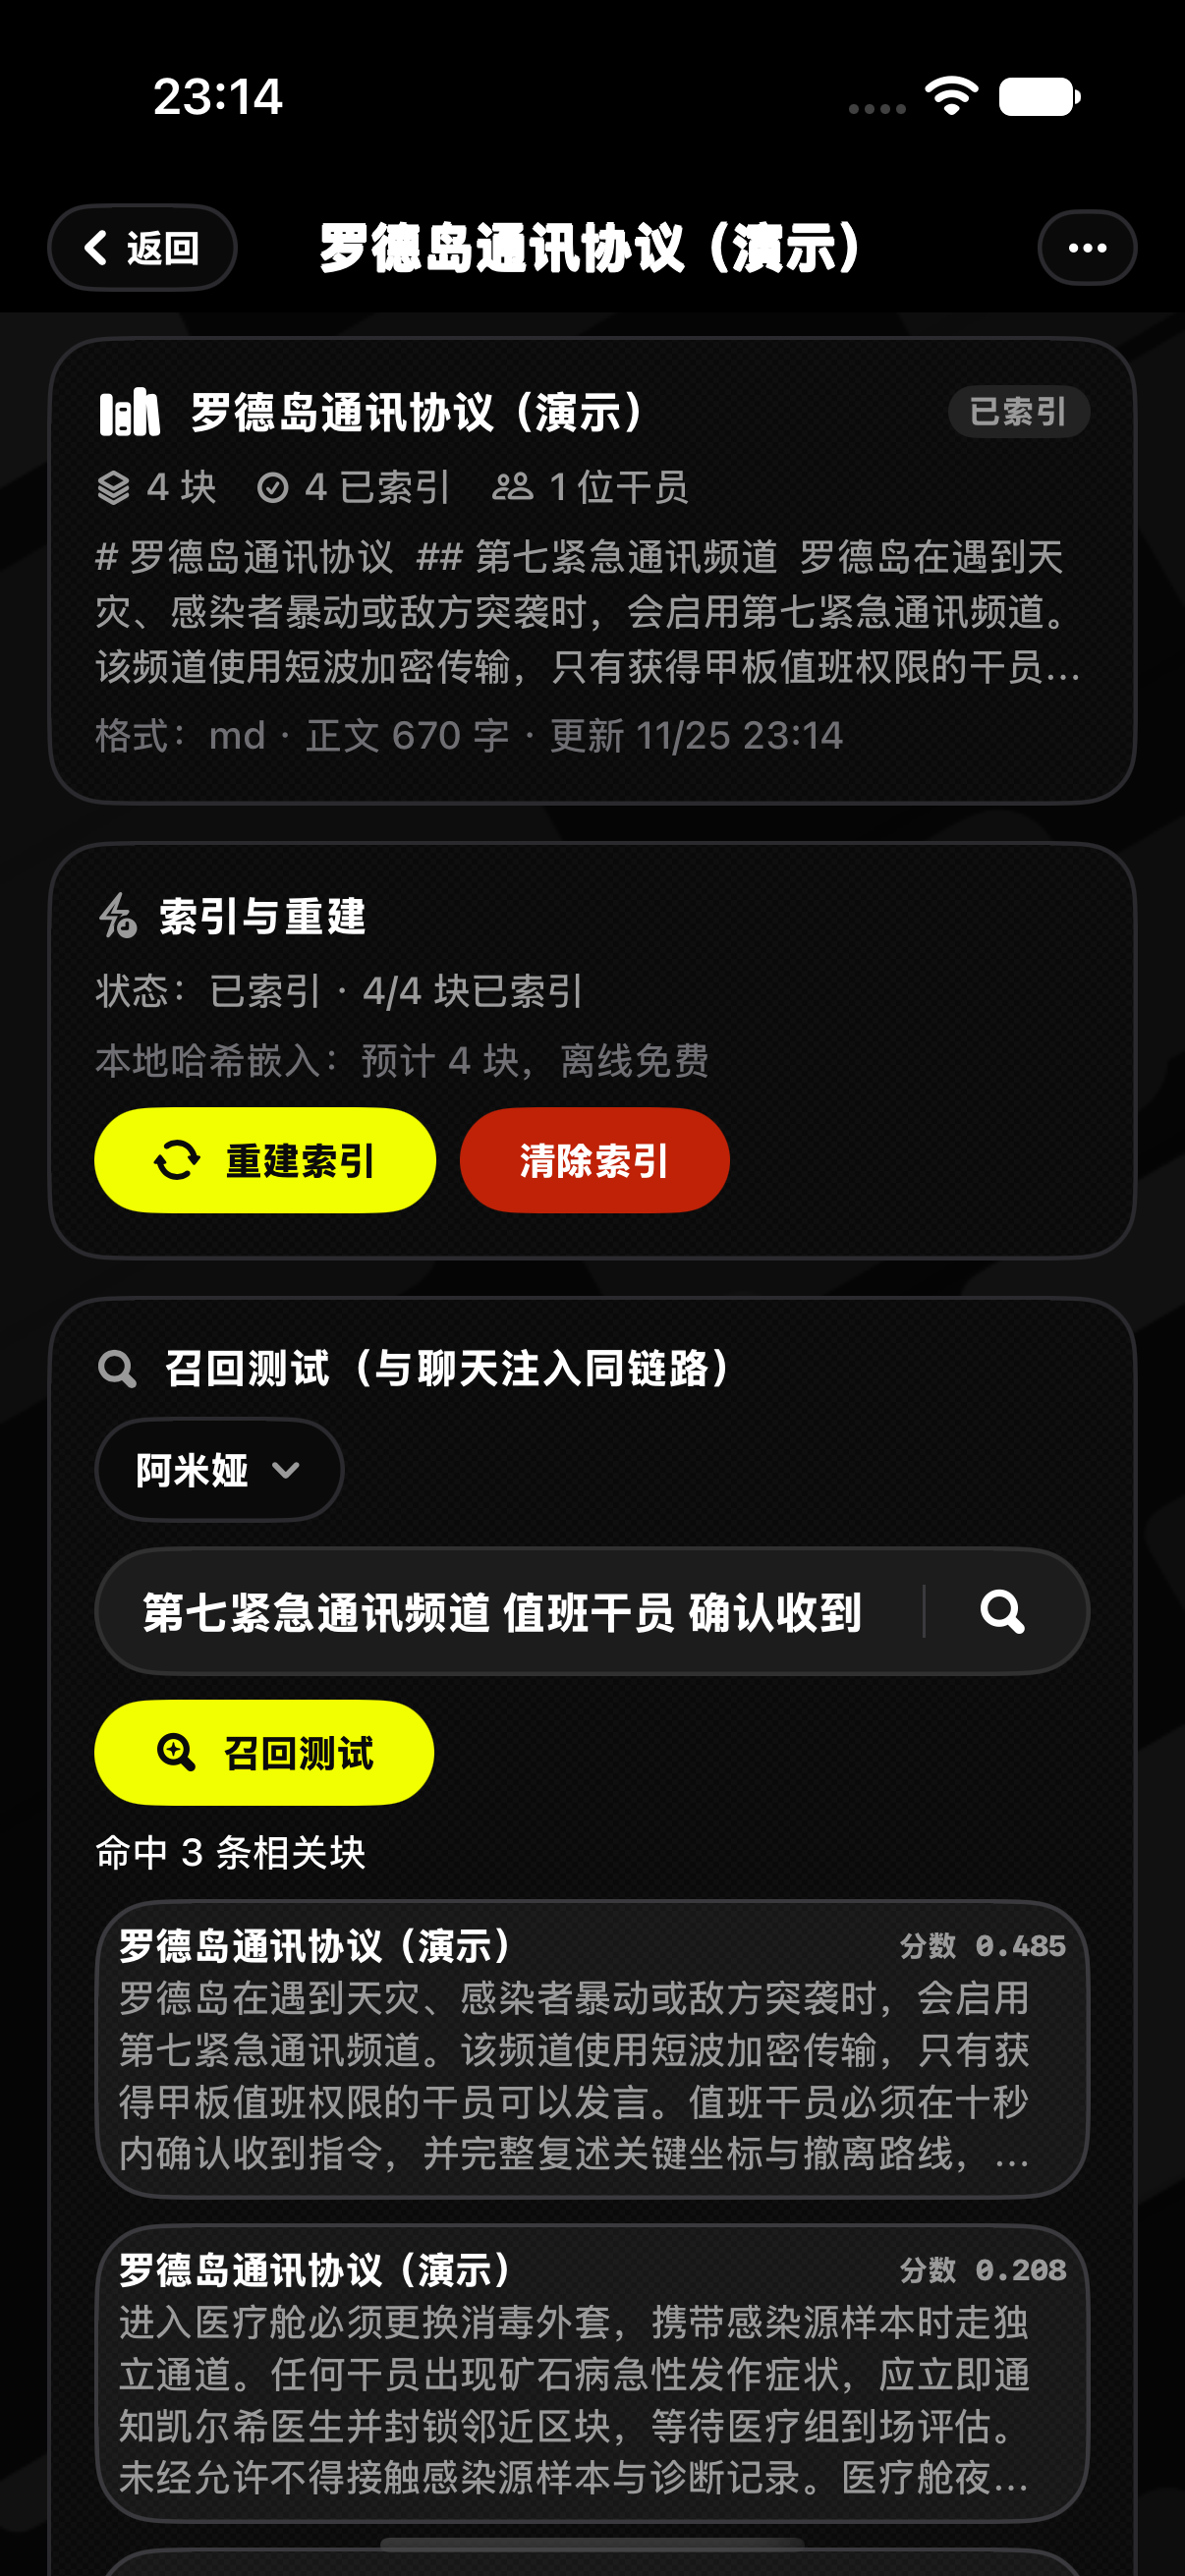 23:14
返回
罗德岛通讯协议（演示）
罗德岛通讯协议（演示）
已索引
4 块
4 已索引
1 位干员
# 罗德岛通讯协议 ## 第七紧急通讯频道 罗德岛在遇到天
灾、感染者暴动或敌方突袭时，会启用第七紧急通讯频道。
该频道使用短波加密传输，只有获得甲板值班权限的干员...
格式：md · 正文 670 字 · 更新 11/25 23:14
索引与重建
状态：已索引 · 4/4 块已索引
本地哈希嵌入：预计 4 块，离线免费
重建索引
清除索引
召回测试（与聊天注入同链路）
阿米娅
第七紧急通讯频道 值班干员 确认收到
召回测试
命中 3 条相关块
罗德岛通讯协议（演示）
分数 0.485
罗德岛在遇到天灾、感染者暴动或敌方突袭时，会启用
第七紧急通讯频道。该频道使用短波加密传输，只有获
得甲板值班权限的干员可以发言。值班干员必须在十秒
内确认收到指令，并完整复述关键坐标与撤离路线，...
罗德岛通讯协议（演示）
分数 0.208
进入医疗舱必须更换消毒外套，携带感染源样本时走独
立通道。任何干员出现矿石病急性发作症状，应立即通
知凯尔希医生并封锁邻近区块，等待医疗组到场评估。
未经允许不得接触感染源样本与诊断记录。医疗舱夜...